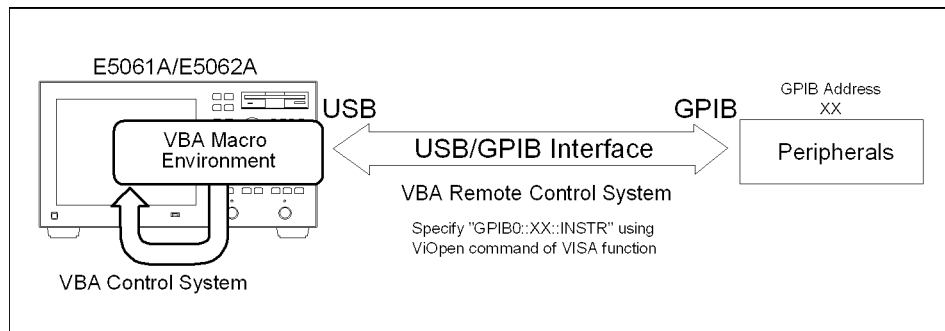 E5061A/E5062A
VBA Macro
Environment
VBA Control System
USB
GPIB
USB/GPIB Interface
VBA Remote Control System
Specify "GPIB0::XX::INSTR" using
ViOpen command of VISA function
GPIB Address
XX
Peripherals